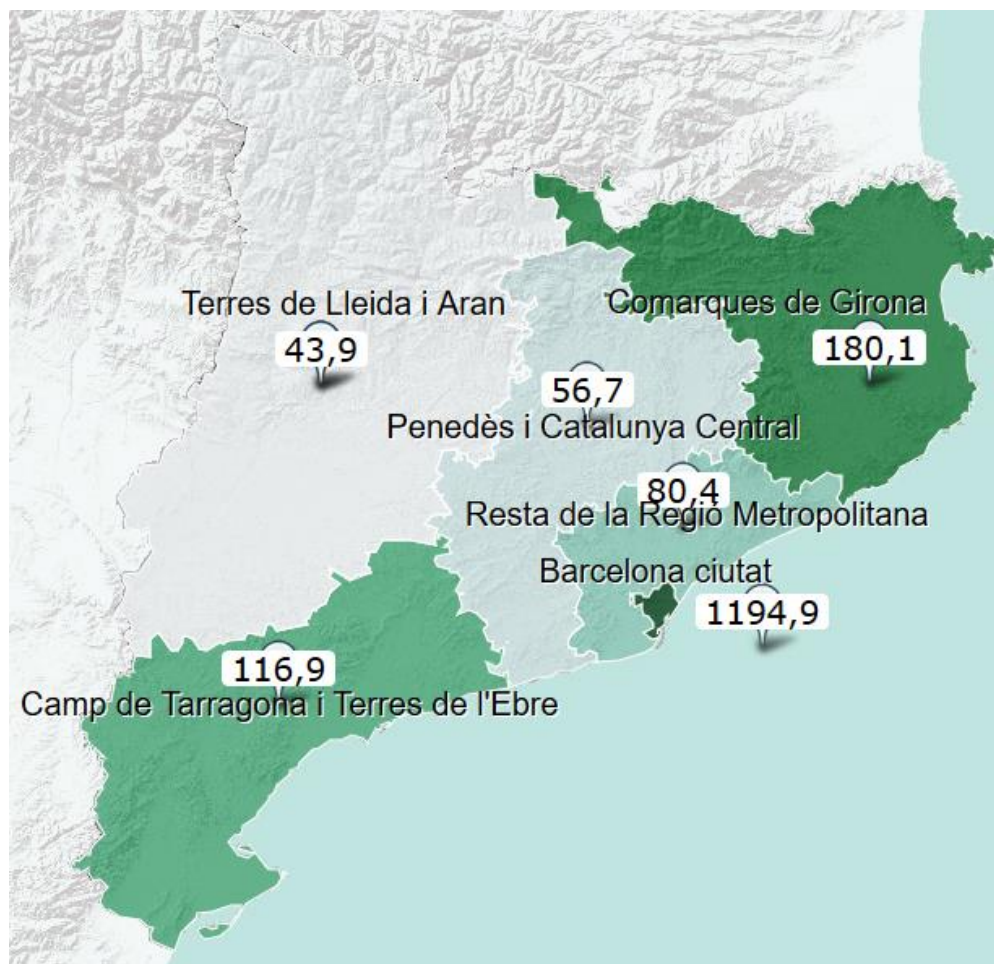 Terres de Lleida i Aran
43,9
Comarques de Girona
180,1
56,7
Penedès i Catalunya Central
80,4
Resta de la Regió Metropolitana
Barcelona ciutat
1194,9
116,9
Camp de Tarragona i Terres de l'Ebre